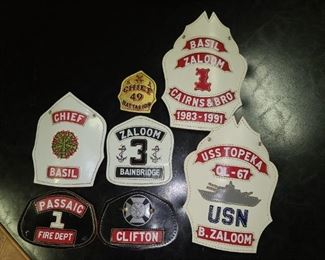 BASIL
ZALOOM
1
CAIRNS & BRO.
1983-1991
CHIEF
49
BATTALION
CHIEF
BASIL
ZALOOM
3
BAINBRIDGE
USS TOPEKA
CL-67
USN
B. ZALOOM
PASSAIC
1
FIRE DEPT.
CLIFTON